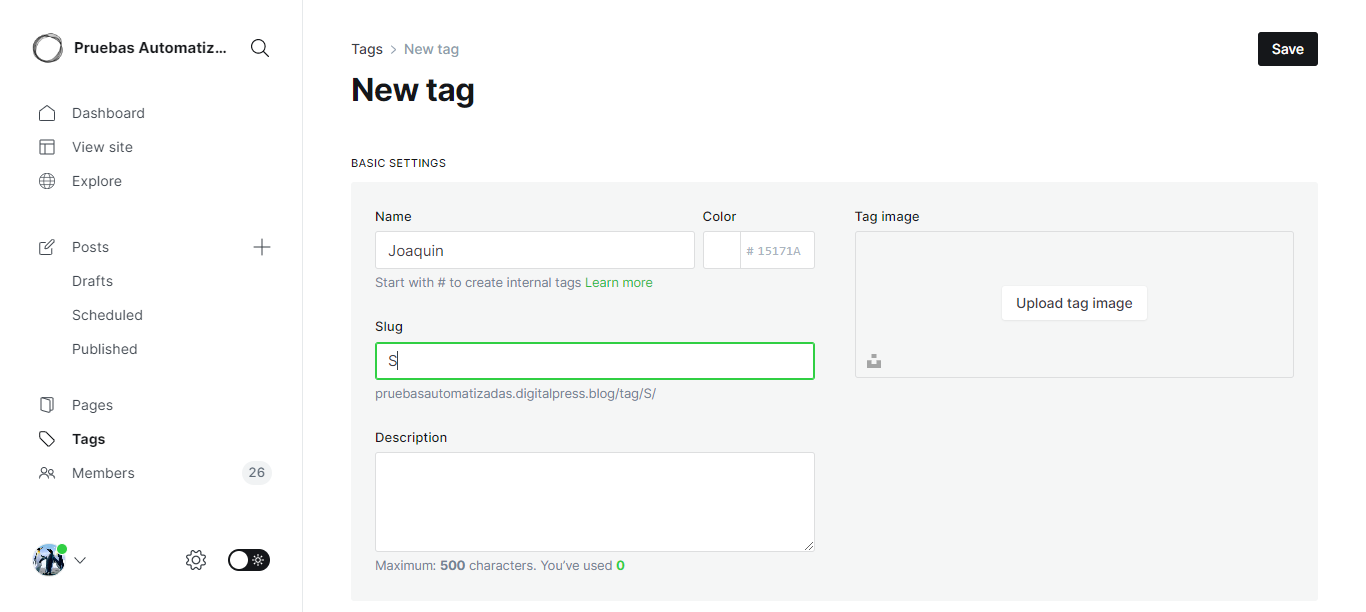 Pruebas Automatiz...
Dashboard
View site
Explore
Posts
Drafts
Scheduled
Published
Pages
Tags
Members 26
Tags > New tag
Save
New tag
BASIC SETTINGS
Name
Joaquin
Start with # to create internal tags Learn more
Color
# 15171A
Slug
S
pruebasautomatizadas.digitalpress.blog/tag/S/
Description
Maximum: 500 characters. You've used 0
Tag image
Upload tag image